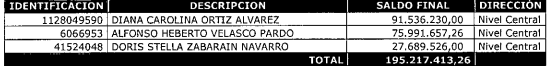 IDENTIFICACION DESCRIPCION SALDO FINAL DIRECCIÓN
1128049590 DIANA CAROLINA ORTIZ ALVAREZ 91,536.230,00 Nivel Central
6066953 ALFONSO HEBERTO VELASCO PARDO 75.991.657,26 Nivel Central
41524048 DORIS STELLA ZABARAIN NAVARRO 27.689.526,00 Nivel Central
TOTAL 195.217.413,26